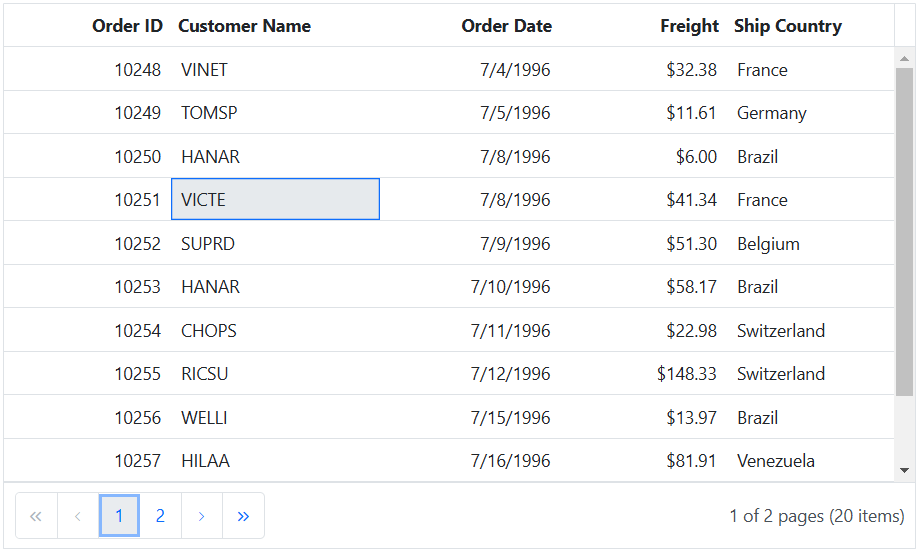 Order ID Customer Name Order Date Freight Ship Country
10248 VINET 7/4/1996 $32.38 France
10249 TOMSP 7/5/1996 $11.61 Germany
10250 HANAR 7/8/1996 $6.00 Brazil
10251 VICTE 7/8/1996 $41.34 France
10252 SUPRD 7/9/1996 $51.30 Belgium
10253 HANAR 7/10/1996 $58.17 Brazil
10254 CHOPS 7/11/1996 $22.98 Switzerland
10255 RICSU 7/12/1996 $148.33 Switzerland
10256 WELLI 7/15/1996 $13.97 Brazil
10257 HILAA 7/16/1996 $81.91 Venezuela
« ‹ 1 2 › » 1 of 2 pages (20 items)